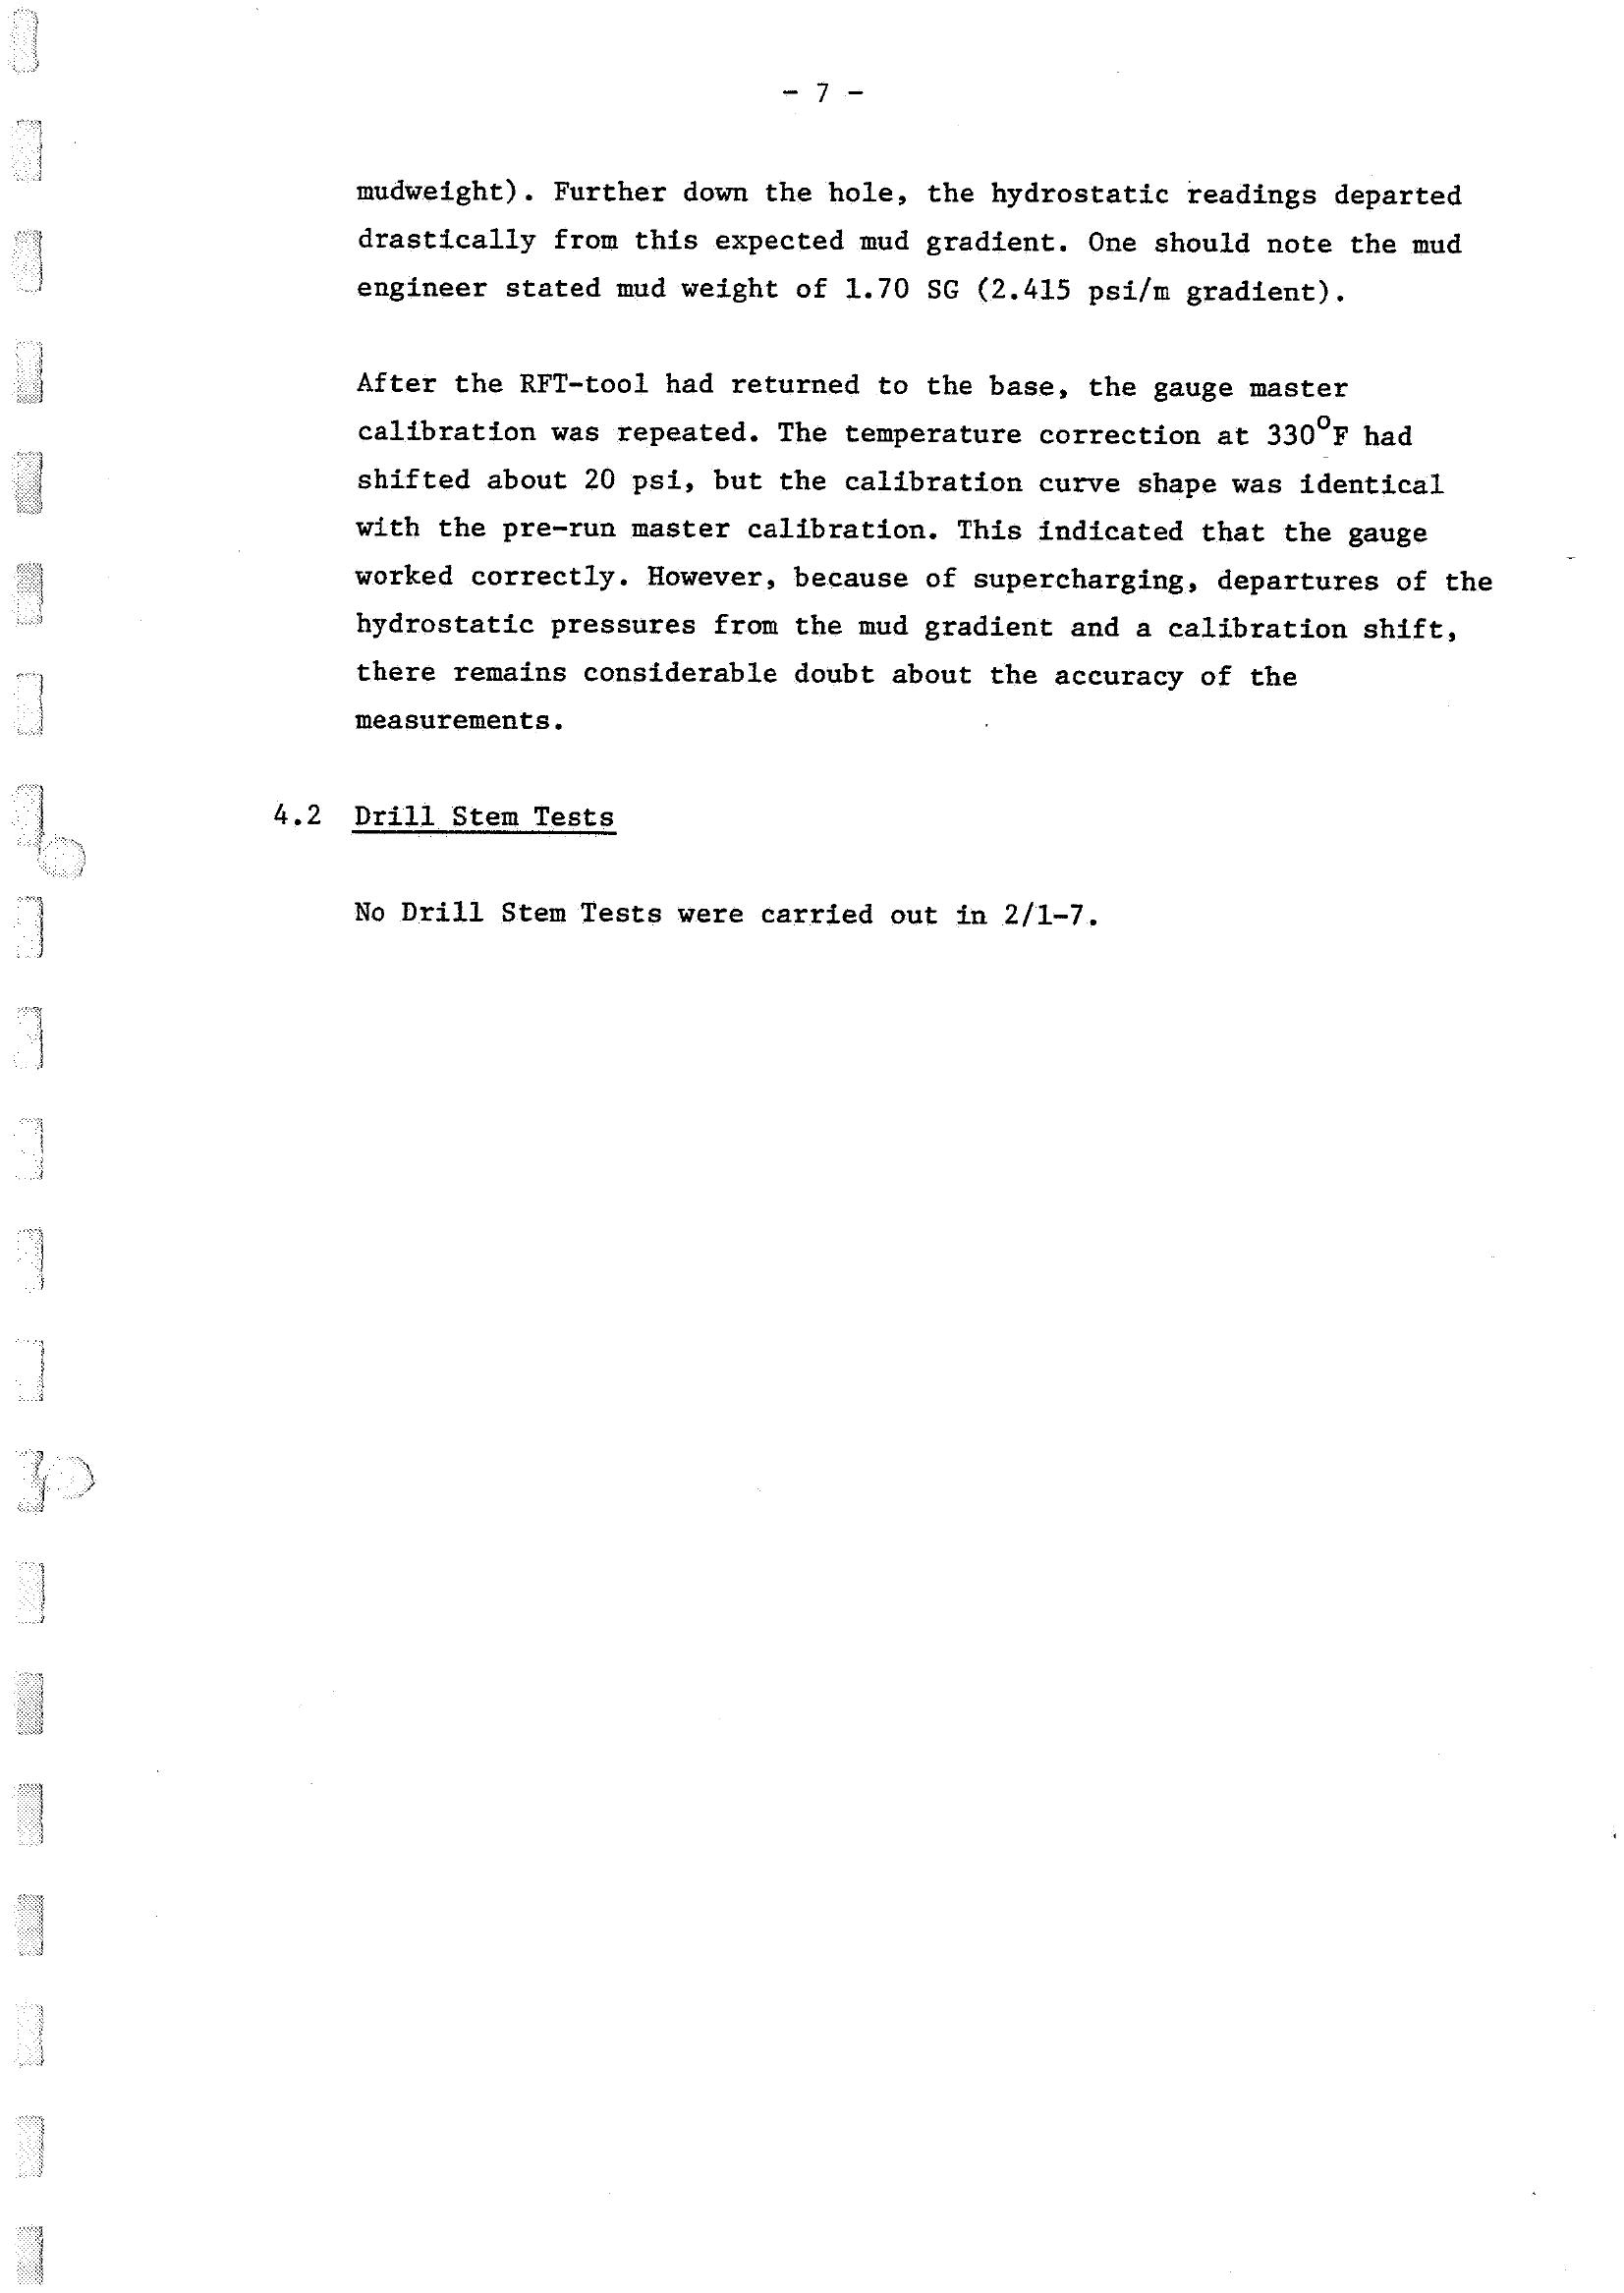 - 7 -
mudweight). Further down the hole, the hydrostatic readings departed
drastically from this expected mud gradient. One should note the mud
engineer stated mud weight of 1.70 SG (2.415 psi/m gradient).
After the RFT-tool had returned to the base, the gauge master
calibration was repeated. The temperature correction at 330°F had
shifted about 20 psi, but the calibration curve shape was identical
with the pre-run master calibration. This indicated that the gauge
worked correctly. However, because of supercharging, departures of the
hydrostatic pressures from the mud gradient and a calibration shift,
there remains considerable doubt about the accuracy of the
measurements.
4.2 Drill Stem Tests
No Drill Stem Tests were carried out in 2/1-7.